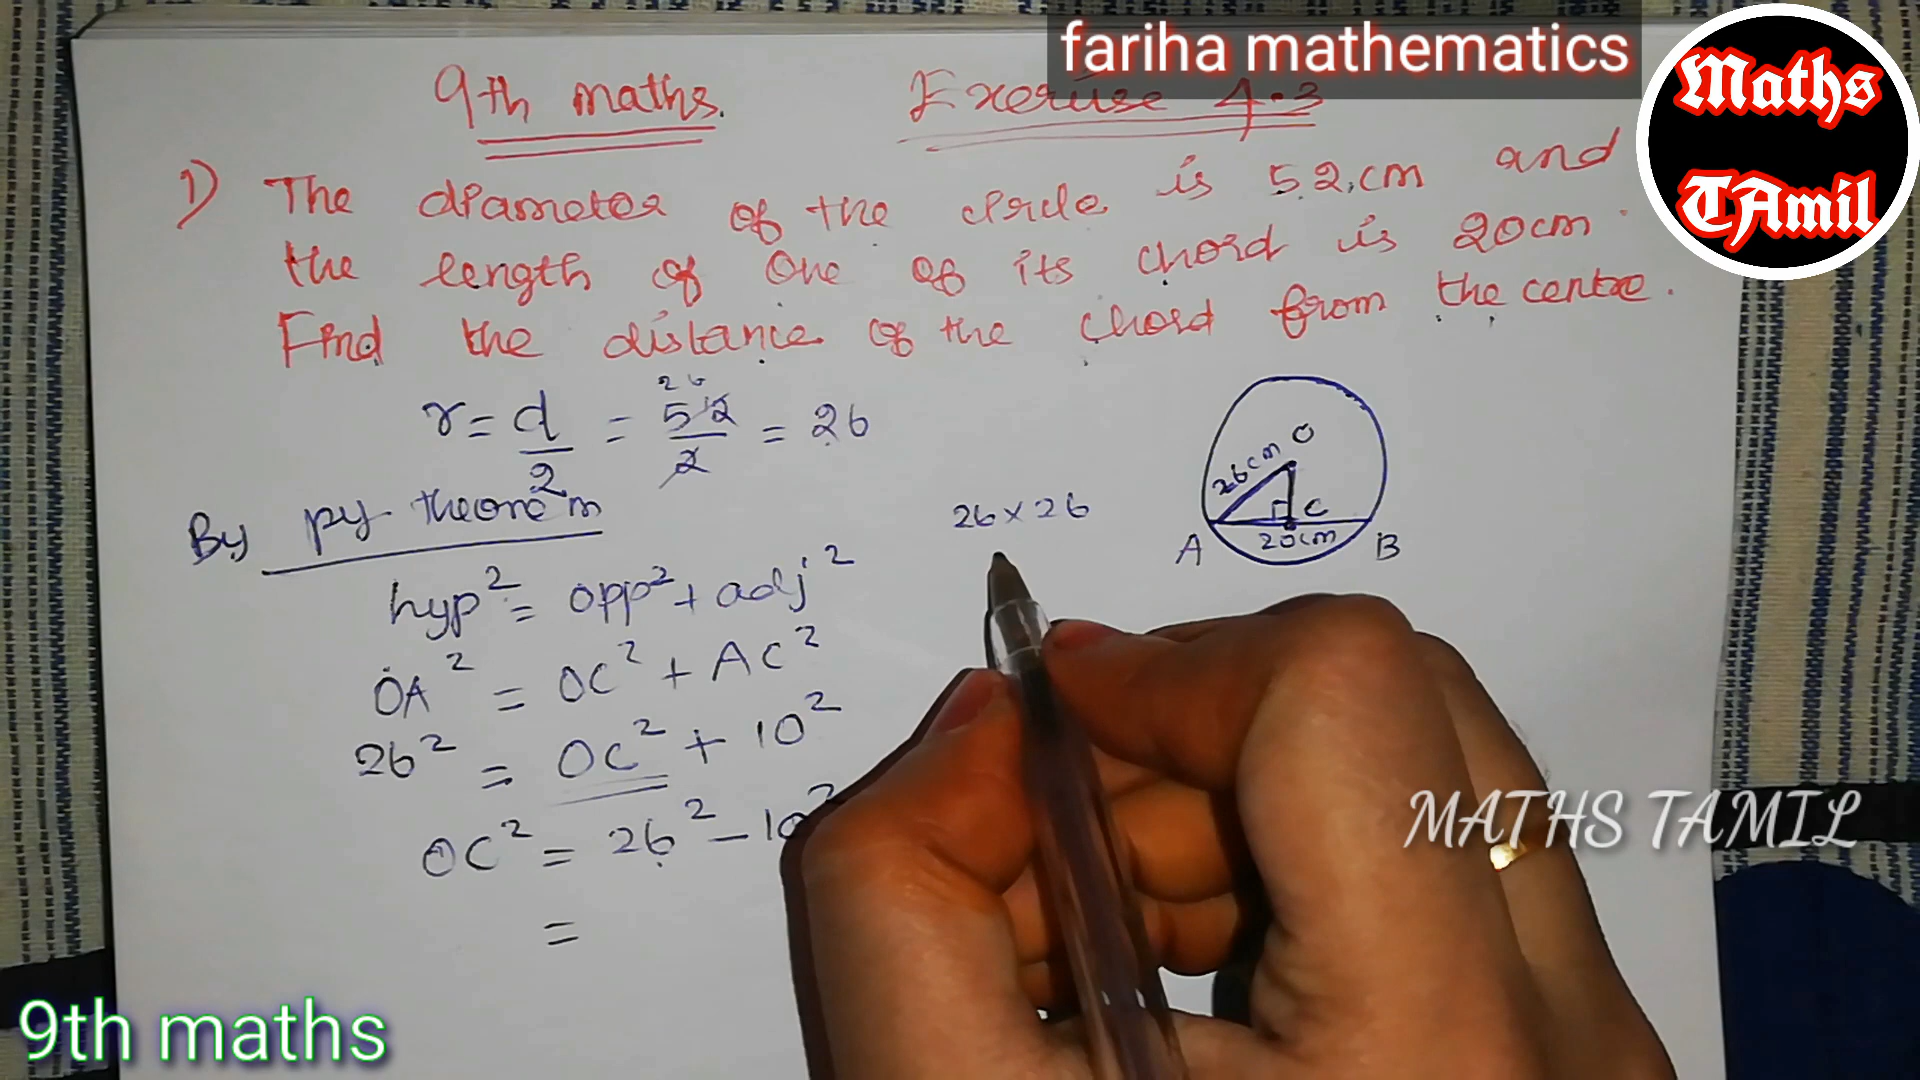 fariha mathematics
Maths
TAmil
9th maths. Exercise 4.3
1) The diameter of the circle is 52.cm and
the length of one of its chord is 20cm.
Find the distance of the chord from the centre.
r = d/2 = 52/2 = 26
26
By py theorem
26 × 26
hyp² = opp² + adj²
OA² = OC² + AC²
26² = OC² + 10²
OC² = 26² - 10²
=
O
26cm
C
20cm
A B
MATHS TAMIL
9th maths